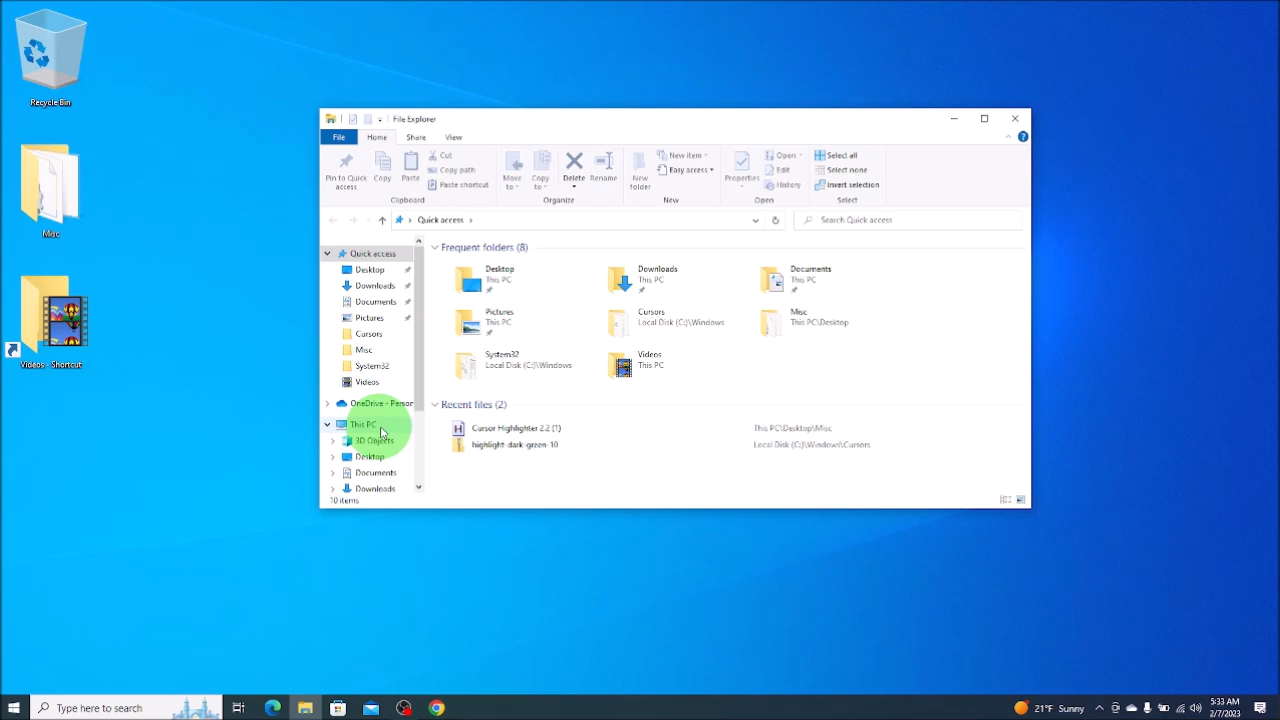 Recycle Bin
Misc
Videos - Shortcut
File Explorer
File
Home
Share
View
Pin to Quick access
Copy
Paste
Cut
Copy path
Paste shortcut
Clipboard
Move to
Copy to
Delete
Rename
Organize
New folder
New item
Easy access
New
Properties
Open
Edit
History
Open
Select all
Select none
Invert selection
Select
Quick access
Search Quick access
Quick access
Desktop
Downloads
Documents
Pictures
Cursors
Misc
System32
Videos
OneDrive - Person
This PC
3D Objects
Desktop
Documents
Downloads
10 items
Frequent folders (8)
Desktop
This PC
Downloads
This PC
Documents
This PC
Pictures
This PC
Cursors
Local Disk (C:)\Windows
Misc
This PC\Desktop
System32
Local Disk (C:)\Windows
Videos
This PC
Recent files (2)
Cursor Highlighter 2.2 (1)
This PC\Desktop\Misc
highlight-dark-green-10
Local Disk (C:)\Windows\Cursors
Type here to search
21°F Sunny
5:33 AM
2/7/2023